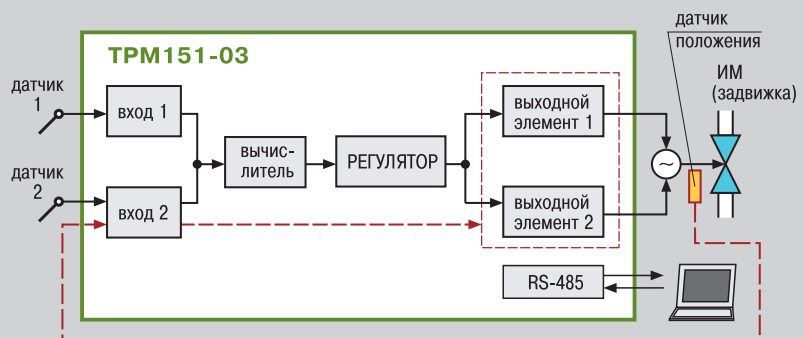 датчик
положения
ТРМ151-03
ИМ
(задвижка)
датчик
1
вход 1
выходной
элемент 1
вычис-
литель
РЕГУЛЯТОР
~
датчик
2
вход 2
выходной
элемент 2
RS-485